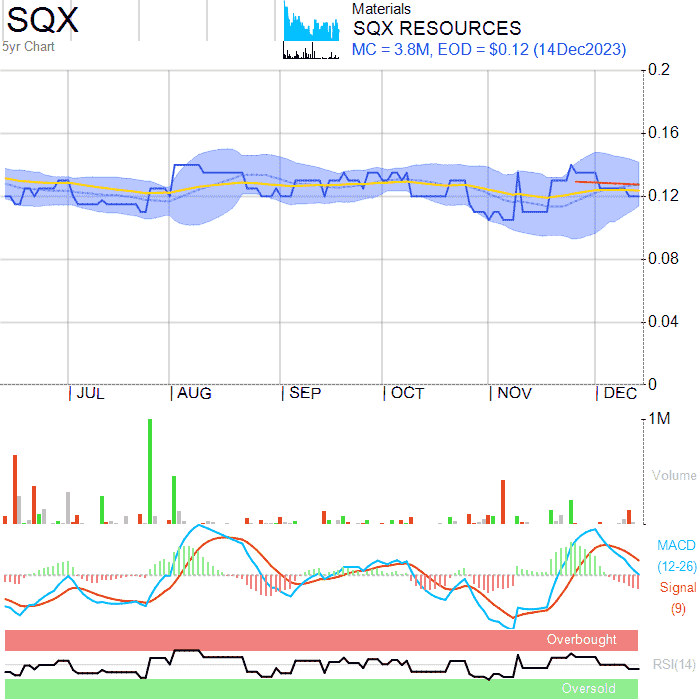 SQX
5yr Chart
Materials
SQX RESOURCES
MC = 3.8M, EOD = $0.12 (14Dec2023)
0.2
0.16
0.12
0.08
0.04
0
JUL AUG SEP OCT NOV DEC
1M
Volume
MACD
(12-26)
Signal
(9)
Overbought
RSI(14)
Oversold